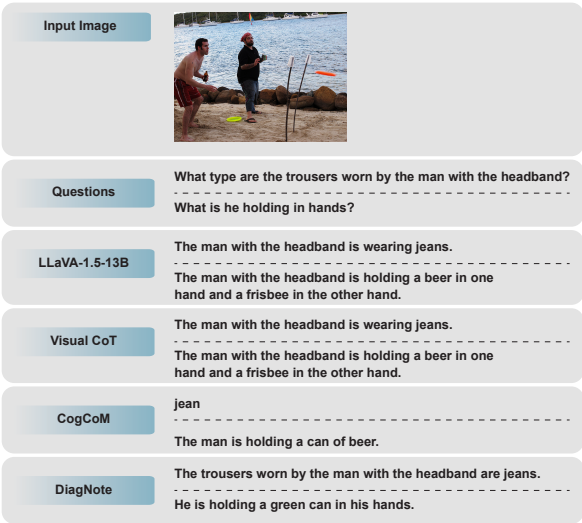 Input Image
Questions
What type are the trousers worn by the man with the headband?
What is he holding in hands?
LLaVA-1.5-13B
The man with the headband is wearing jeans.
The man with the headband is holding a beer in one
hand and a frisbee in the other hand.
Visual CoT
The man with the headband is wearing jeans.
The man with the headband is holding a beer in one
hand and a frisbee in the other hand.
CogCoM
jean
The man is holding a can of beer.
DiagNote
The trousers worn by the man with the headband are jeans.
He is holding a green can in his hands.